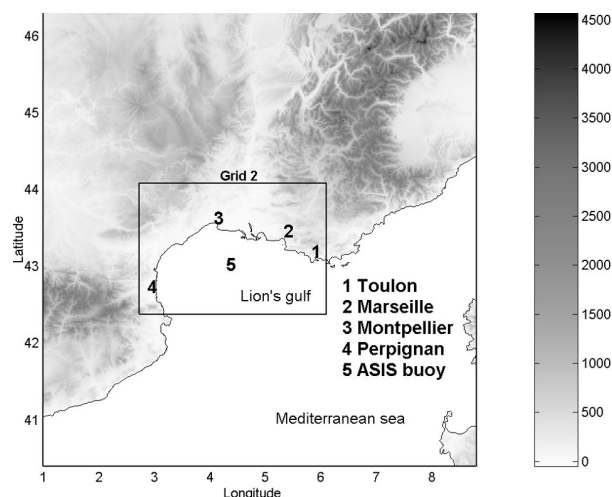 46
45
44
43
42
41
Latitude
Grid 2
3
2
1
5
4
Lion's gulf
1 Toulon
2 Marseille
3 Montpellier
4 Perpignan
5 ASIS buoy
Mediterranean sea
1 2 3 4 5 6 7 8
Longitude
4500
4000
3500
3000
2500
2000
1500
1000
500
0